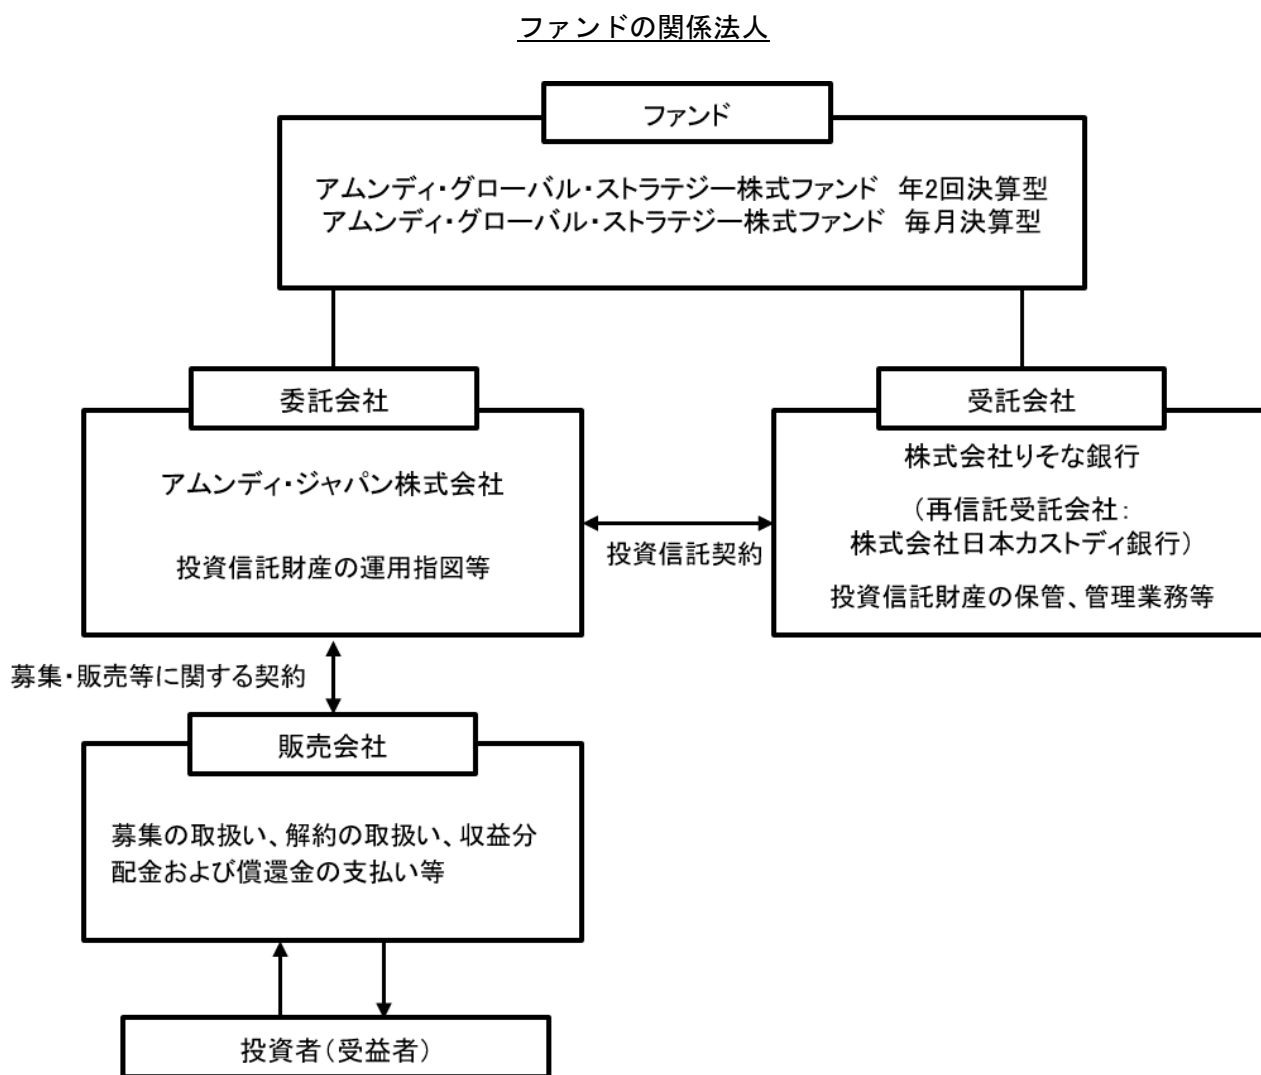 ファンドの関係法人
ファンド
アムンディ・グローバル・ストラテジー株式ファンド 年2回決算型
アムンディ・グローバル・ストラテジー株式ファンド 毎月決算型
委託会社
アムンディ・ジャパン株式会社
投資信託財産の運用指図等
投資信託契約
受託会社
株式会社りそな銀行
（再信託受託会社：
株式会社日本カストディ銀行）
投資信託財産の保管、管理業務等
募集・販売等に関する契約
販売会社
募集の取扱い、解約の取扱い、収益分
配金および償還金の支払い等
投資者（受益者）